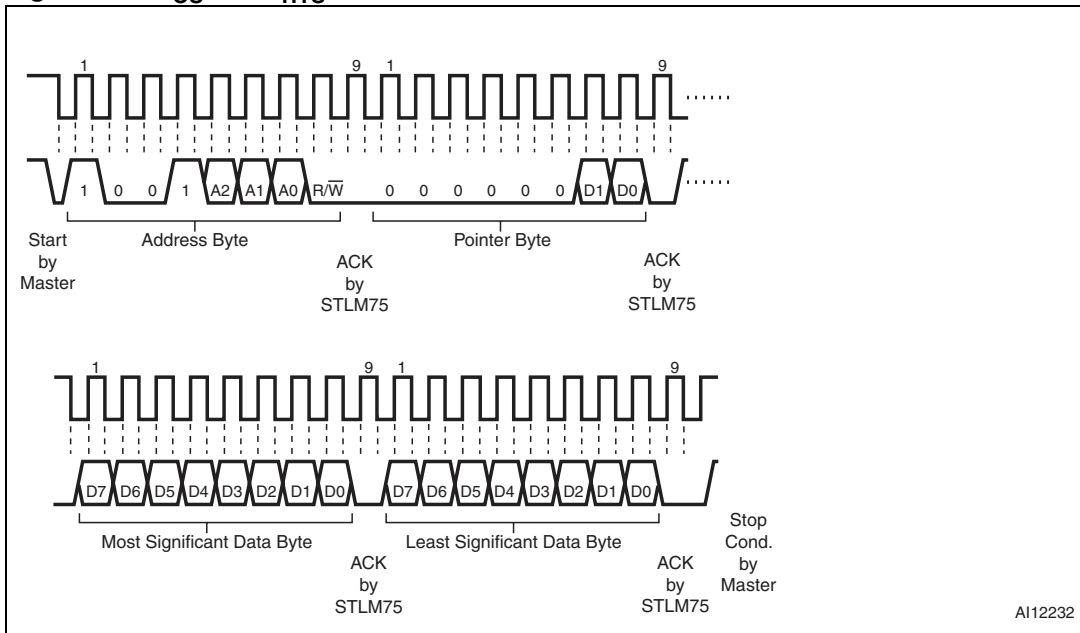 1 9 1 9
1 0 0 1 A2 A1 A0 R/W 0 0 0 0 0 0 D1 D0
Address Byte Pointer Byte
Start
by
Master
ACK
by
STLM75
ACK
by
STLM75
1 9 1 9
D7 D6 D5 D4 D3 D2 D1 D0 D7 D6 D5 D4 D3 D2 D1 D0
Most Significant Data Byte Least Significant Data Byte
ACK
by
STLM75
ACK
by
STLM75
Stop
Cond.
by
Master
AI12232